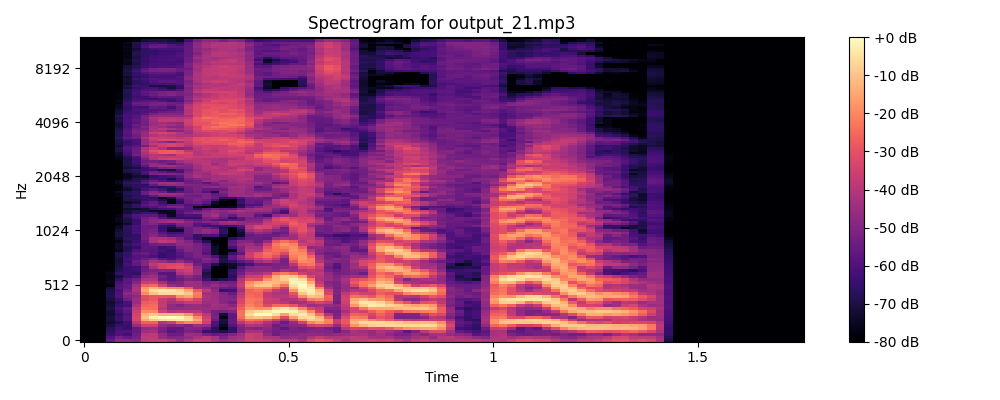 Spectrogram for output_21.mp3
Hz
8192
4096
2048
1024
512
0
0
0.5
1
1.5
Time
+0 dB
-10 dB
-20 dB
-30 dB
-40 dB
-50 dB
-60 dB
-70 dB
-80 dB